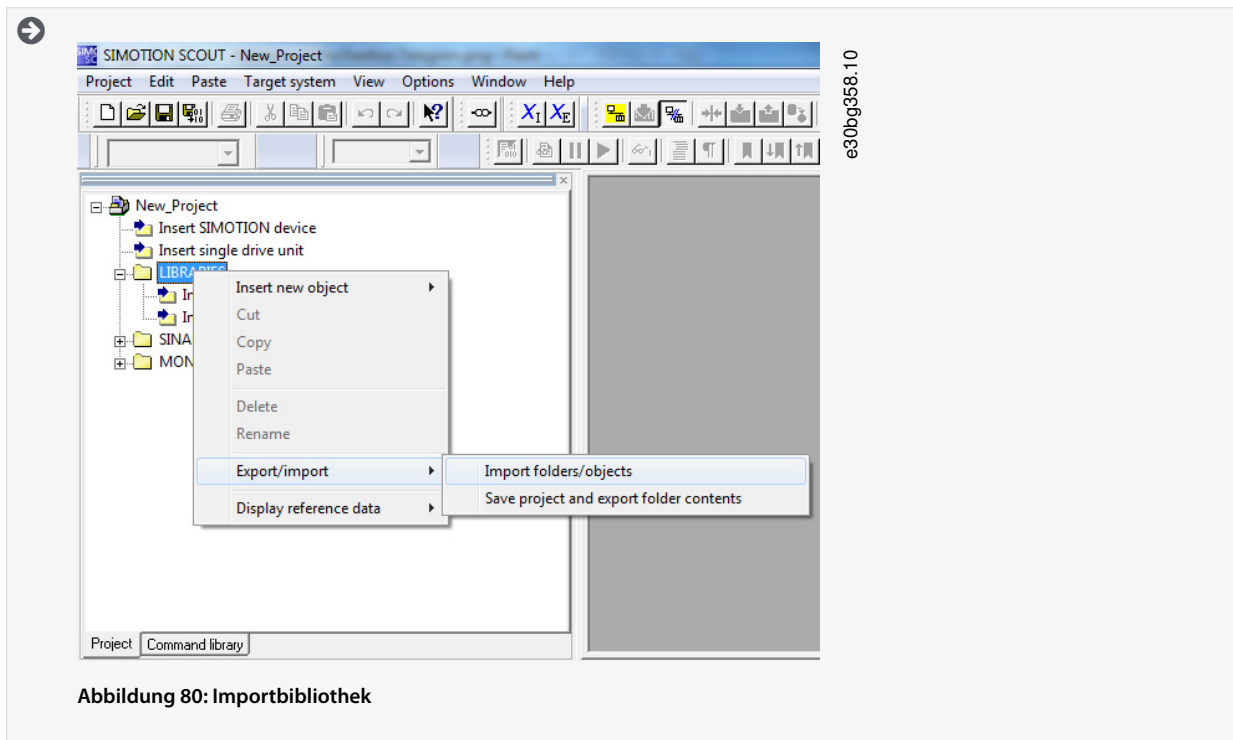 SIMOTION SCOUT - New_Project
Project Edit Paste Target system View Options Window Help
New_Project
Insert SIMOTION device
Insert single drive unit
LIBRARIES
Insert new object
Cut
Copy
SINA
MON
Paste
Delete
Rename
Export/import
Import folders/objects
Save project and export folder contents
Display reference data
Project Command library
e30bg358.10
Abbildung 80: Importbibliothek